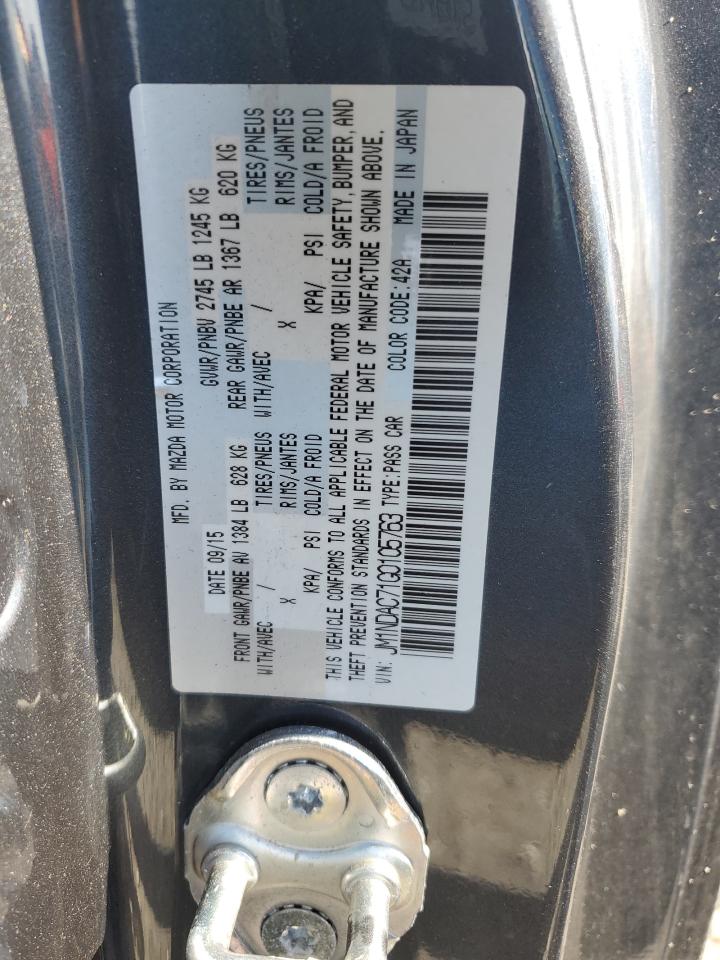 MFD. BY MAZDA MOTOR CORPORATION
DATE 09/15 GVWR/PNBV 2745 LB 1245 KG
FRONT GAWR/PNBE AV 1384 LB 628 KG REAR GAWR/PNBE AR 1367 LB 620 KG
WITH/AVEC / TIRES/PNEUS WITH/AVEC / TIRES/PNEUS
X RIMS/JANTES X RIMS/JANTES
KPA/ PSI COLD/A FROID KPA/ PSI COLD/A FROID
THIS VEHICLE CONFORMS TO ALL APPLICABLE FEDERAL MOTOR VEHICLE SAFETY, BUMPER, AND
THEFT PREVENTION STANDARDS IN EFFECT ON THE DATE OF MANUFACTURE SHOWN ABOVE.
VIN: JM1NDAC71G0105763 TYPE: PASS CAR COLOR CODE: 42A MADE IN JAPAN